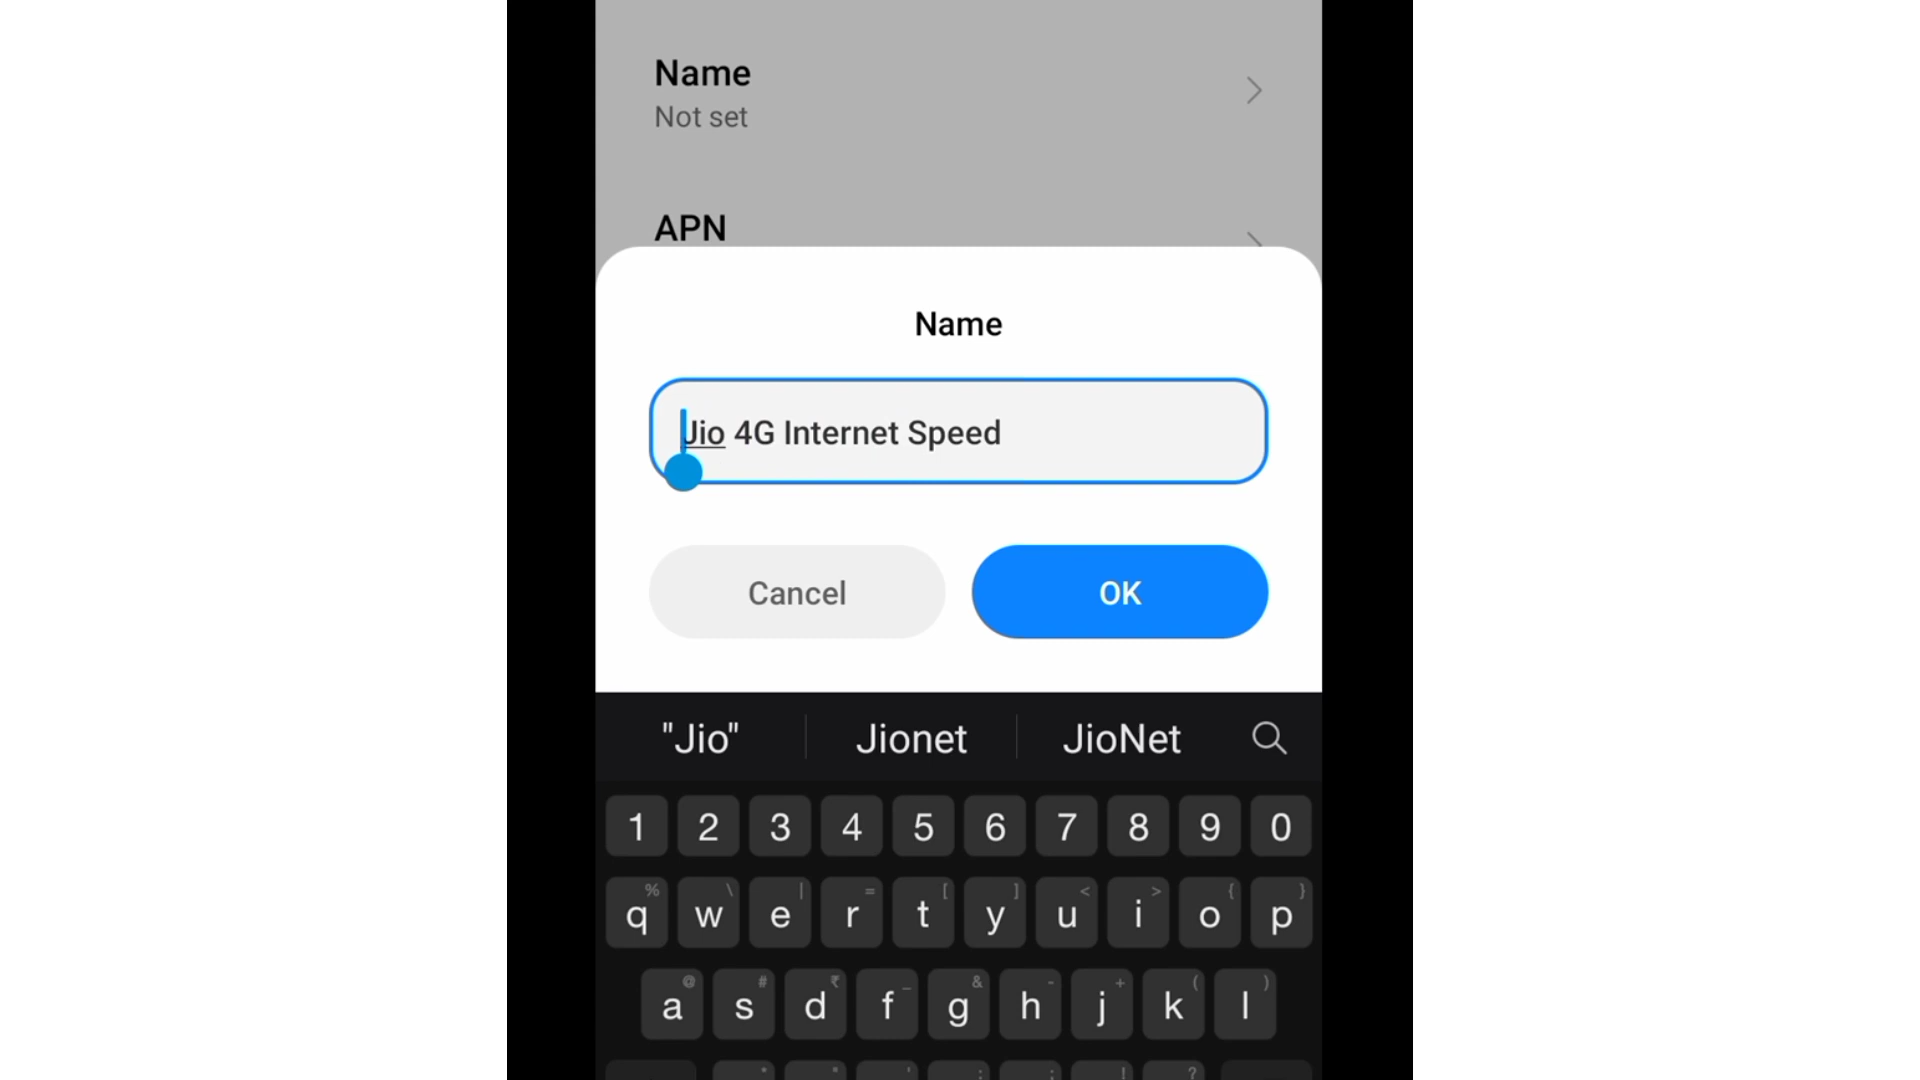 Name
Not set
APN
Name
Jio 4G Internet Speed
Cancel OK
"Jio" Jionet JioNet
1 2 3 4 5 6 7 8 9 0
% \ | = [ ] < > { }
q w e r t y u i o p
@ # ₹ _ & - + ( )
a s d f g h j k l
* " ' : ; ! ?